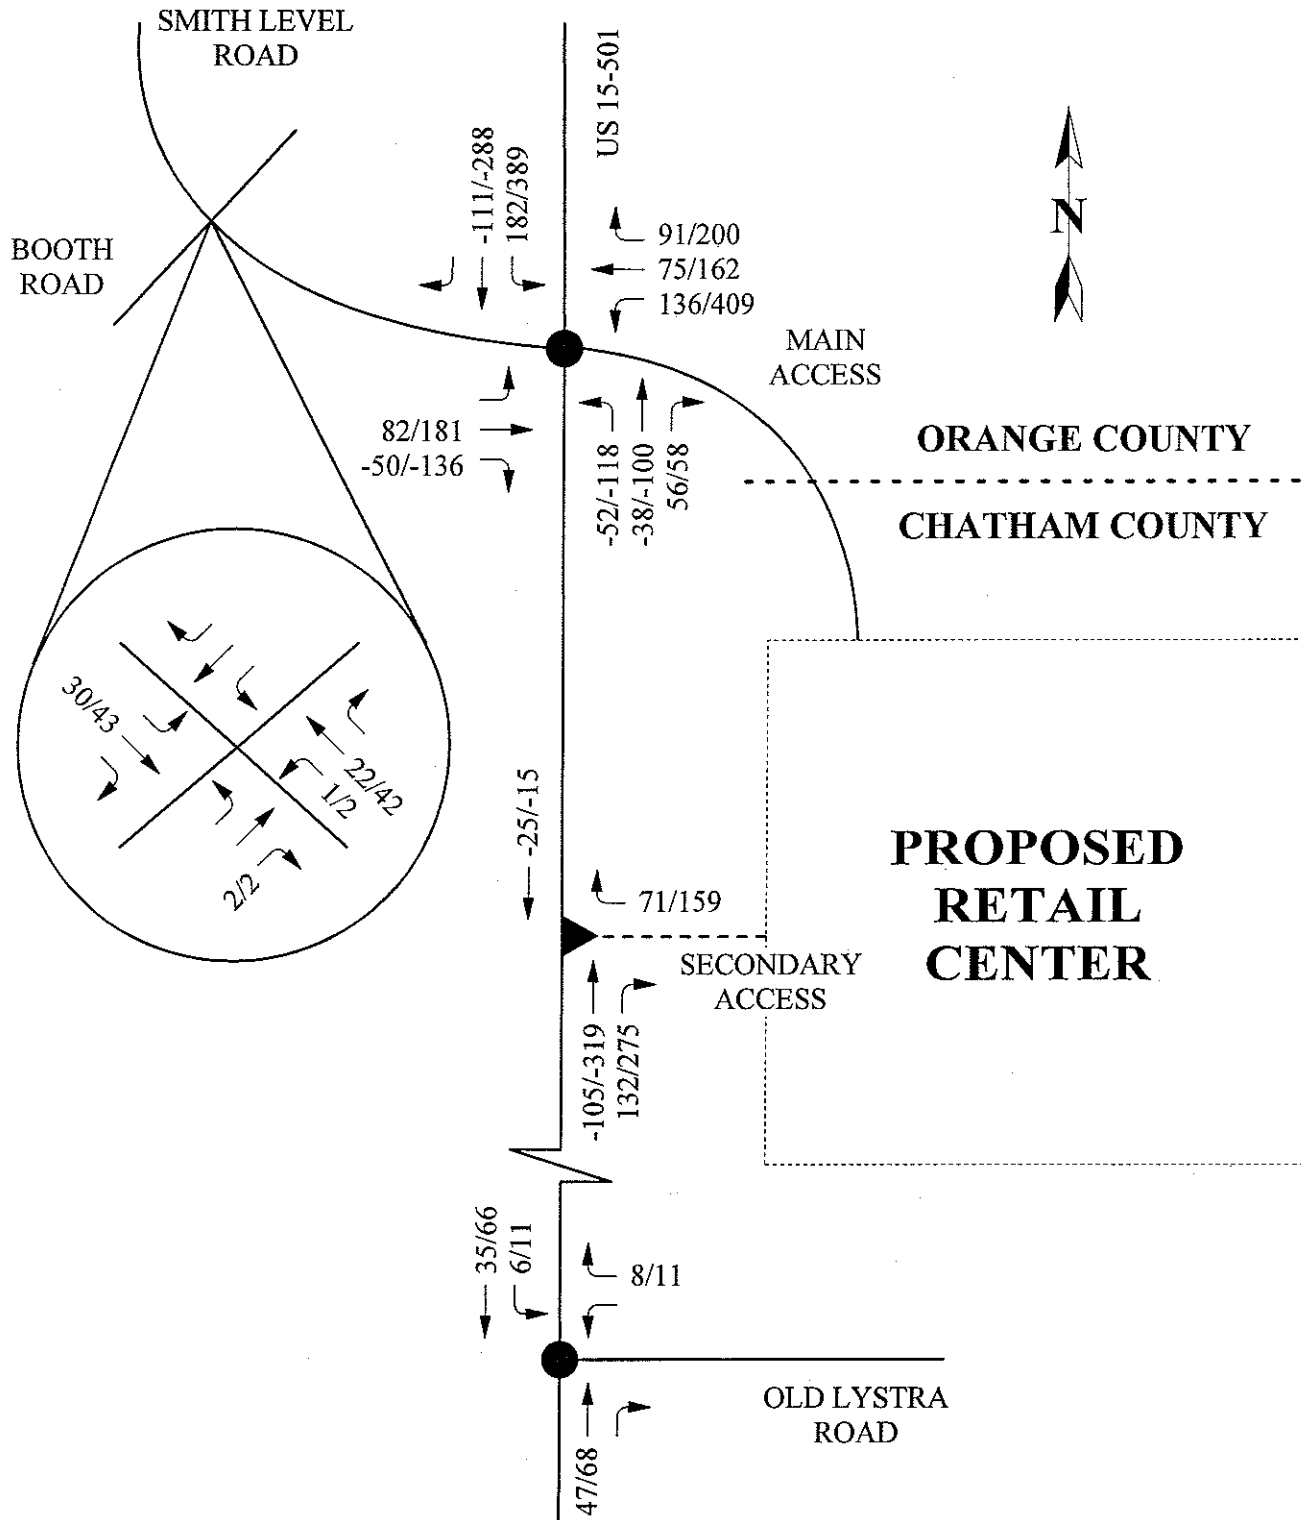 SMITH LEVEL
ROAD
US 15-501
-111/-288
182/389
N
BOOTH
ROAD
91/200
75/162
136/409
MAIN
ACCESS
82/181
-50/-136
-52/-118
-38/-100
56/58
ORANGE COUNTY
CHATHAM COUNTY
30/43
22/42
1/2
2/2
-25/-15
71/159
SECONDARY
ACCESS
PROPOSED
RETAIL
CENTER
-105/-319
132/275
35/66
6/11
8/11
OLD LYSTRA
ROAD
47/68